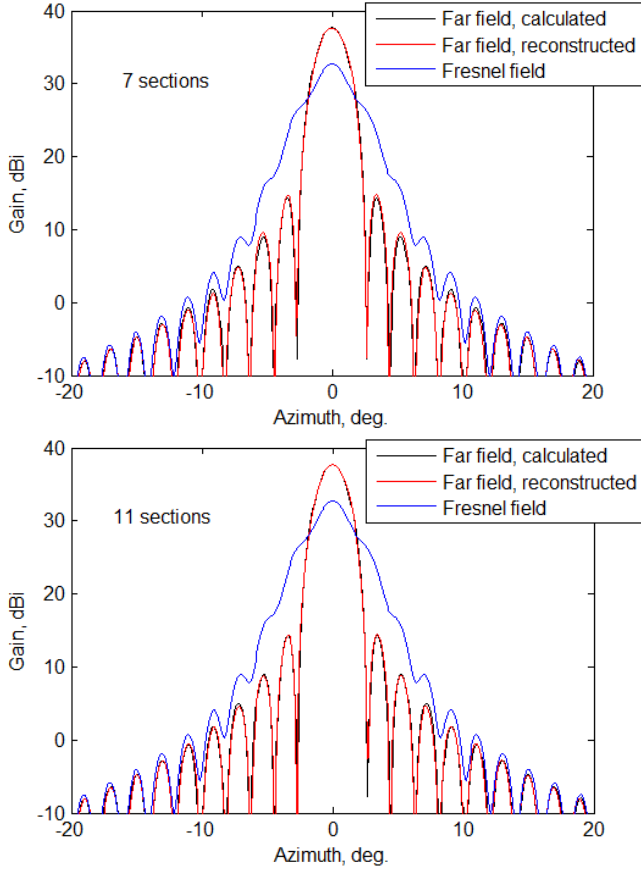 40
Far field, calculated
Far field, reconstructed
Fresnel field
7 sections
30
20
10
0
-10
Gain, dBi
-20
-10
0
10
20
Azimuth, deg.
40
Far field, calculated
Far field, reconstructed
Fresnel field
11 sections
30
20
10
0
-10
Gain, dBi
-20
-10
0
10
20
Azimuth, deg.